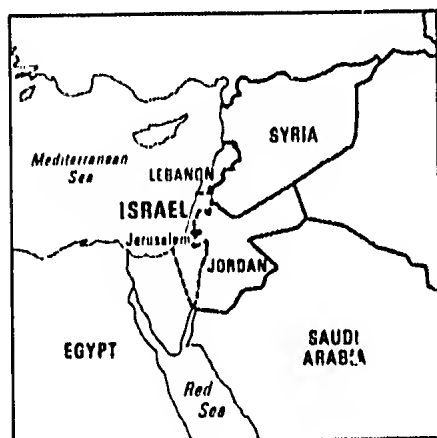 SYRIA
Mediterranean
Sea
LEBANON
ISRAEL
Jerusalem
JORDAN
EGYPT
SAUDI
ARABIA
Red
Sea